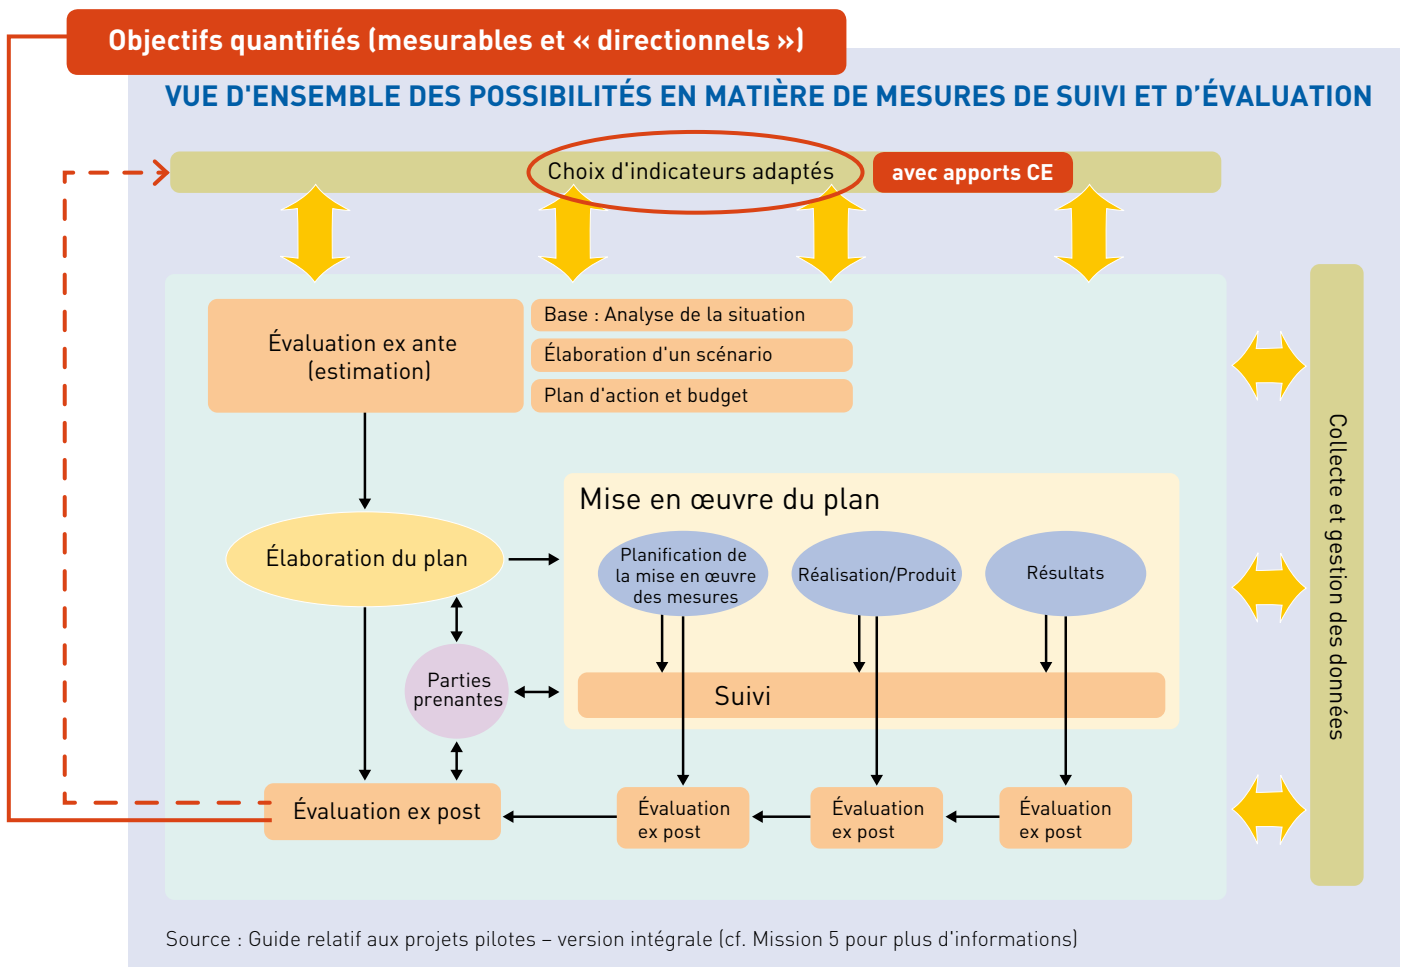 Objectifs quantifiés (mesurables et « directionnels »)
VUE D'ENSEMBLE DES POSSIBILITÉS EN MATIÈRE DE MESURES DE SUIVI ET D’ÉVALUATION
Choix d'indicateurs adaptés
avec apports CE
Évaluation ex ante
(estimation)
Base : Analyse de la situation
Élaboration d'un scénario
Plan d'action et budget
Collecte et gestion des données
Mise en œuvre du plan
Élaboration du plan
Planification de
la mise en œuvre
des mesures
Réalisation/Produit
Résultats
Parties
prenantes
Suivi
Évaluation ex post
Évaluation
ex post
Évaluation
ex post
Évaluation
ex post
Source : Guide relatif aux projets pilotes – version intégrale (cf. Mission 5 pour plus d'informations)